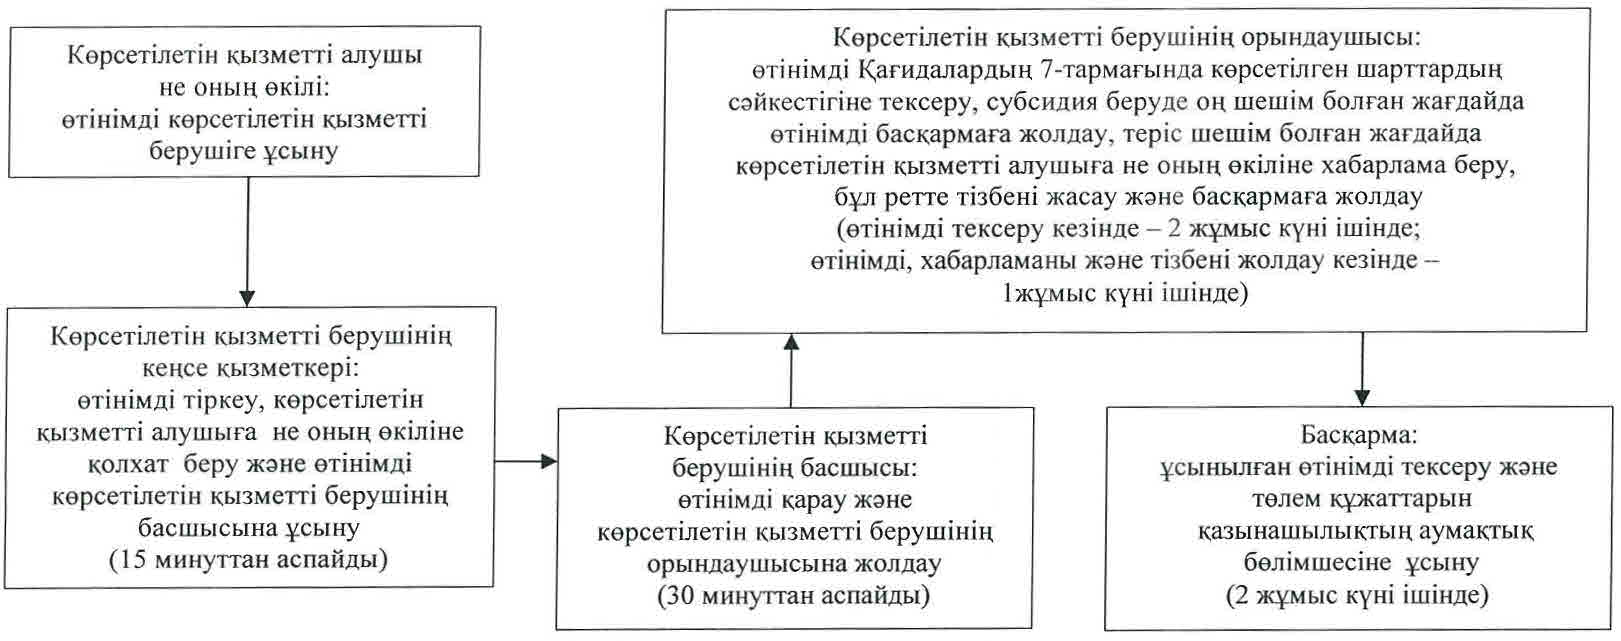 Көрсетілетін қызметті алушы
не оның өкілі:
өтінімді көрсетілетін қызметті
берушіге ұсыну
Көрсетілетін қызметті берушінің
кеңсе қызметкері:
өтінімді тіркеу, көрсетілетін
қызметті алушыға не оның өкіліне
қолхат беру және өтінімді
көрсетілетін қызметті берушінің
басшысына ұсыну
(15 минуттан аспайды)
Көрсетілетін қызметті
берушінің басшысы:
өтінімді қарау және
көрсетілетін қызметті берушінің
орындаушысына жолдау
(30 минуттан аспайды)
Көрсетілетін қызметті берушінің орындаушысы:
өтінімді Қағидалардың 7-тармағында көрсетілген шарттардың
сәйкестігіне тексеру, субсидия беруде оң шешім болған жағдайда
өтінімді басқармаға жолдау, теріс шешім болған жағдайда
көрсетілетін қызметті алушыға не оның өкіліне хабарлама беру,
бұл ретте тізбені жасау және басқармаға жолдау
(өтінімді тексеру кезінде – 2 жұмыс күні ішінде;
өтінімді, хабарламаны және тізбені жолдау кезінде –
1жұмыс күні ішінде)
Басқарма:
ұсынылған өтінімді тексеру және
төлем құжаттарын
қазынашылықтың аумақтық
бөлімшесіне ұсыну
(2 жұмыс күні ішінде)